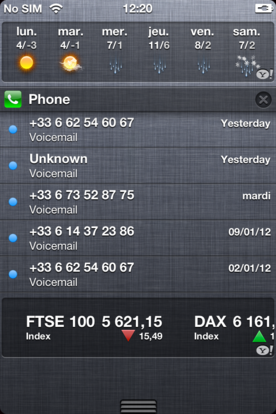 No SIM 12:20
lun. mar. mer. jeu. ven. sam.
4/-3 4/-1 7/1 11/6 8/2 7/2
Y!
Phone
+33 6 62 54 60 67 Yesterday
Voicemail
Unknown Yesterday
Voicemail
+33 6 73 52 87 75 mardi
Voicemail
+33 6 14 37 23 86 09/01/12
Voicemail
+33 6 62 54 60 67 02/01/12
Voicemail
FTSE 100 5 621,15 DAX 6 161,
Index 15,49 Index 1
Y!